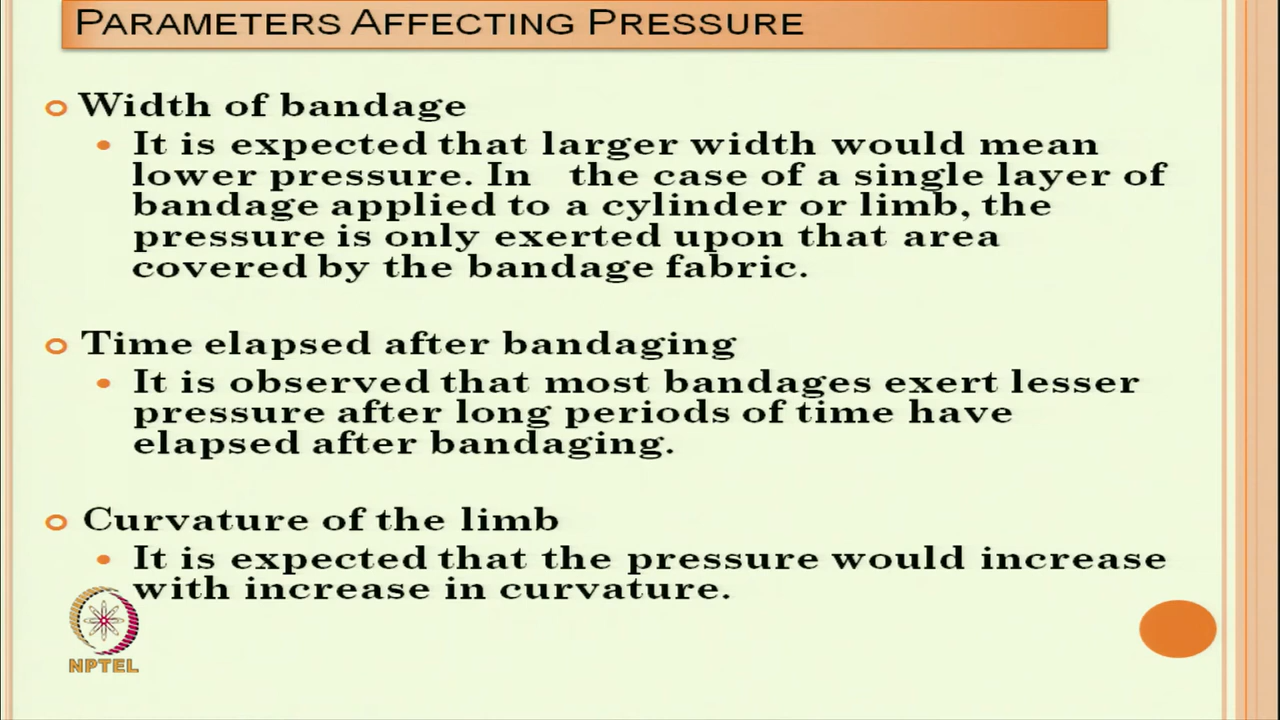 PARAMETERS AFFECTING PRESSURE
Width of bandage
It is expected that larger width would mean
lower pressure. In the case of a single layer of
bandage applied to a cylinder or limb, the
pressure is only exerted upon that area
covered by the bandage fabric.
Time elapsed after bandaging
It is observed that most bandages exert lesser
pressure after long periods of time have
elapsed after bandaging.
Curvature of the limb
It is expected that the pressure would increase
with increase in curvature.
NPTEL